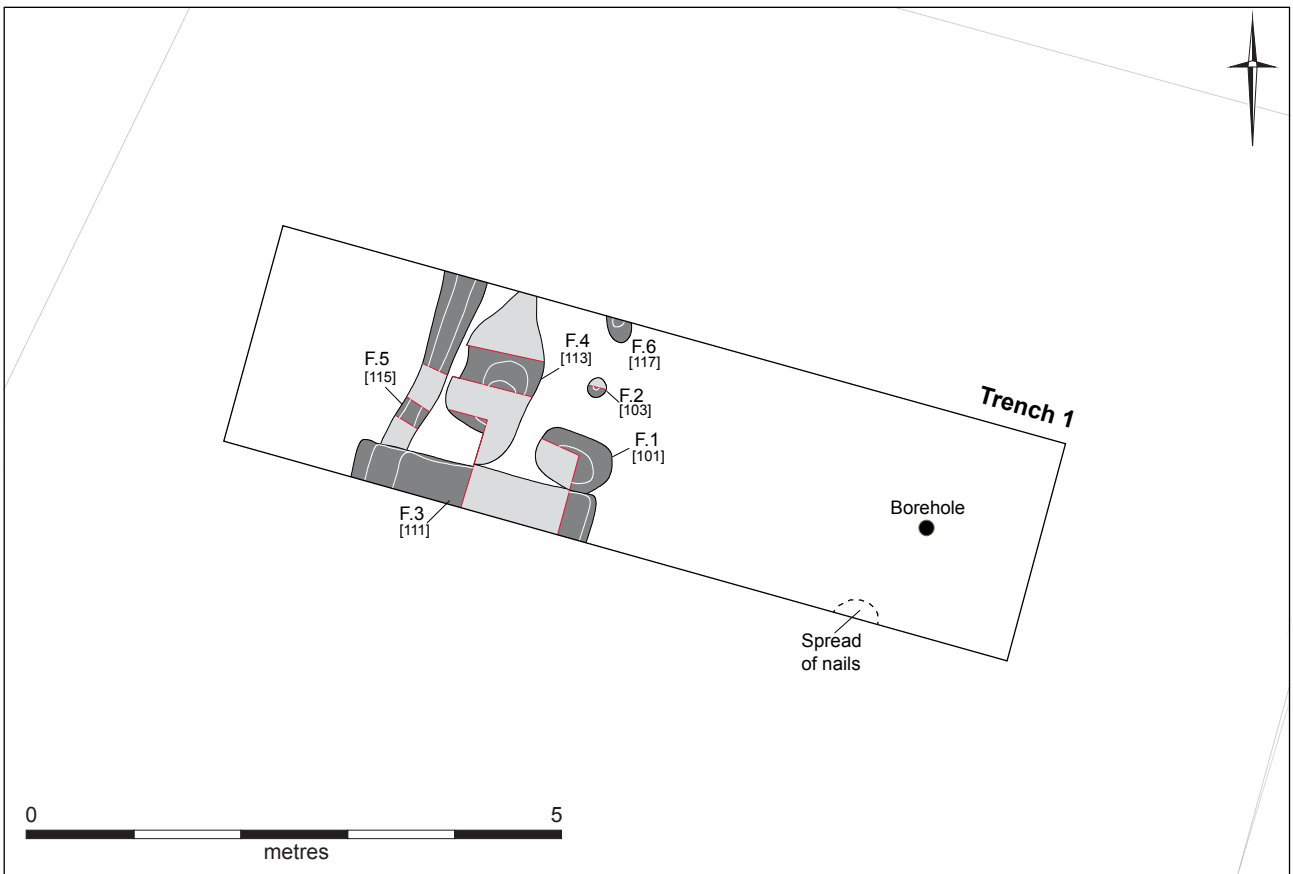 F.4
[113]
F.6
[117]
F.5
[115]
F.2
[103]
Trench 1
F.1
[101]
Borehole
F.3
[111]
Spread
of nails
0
5
metres